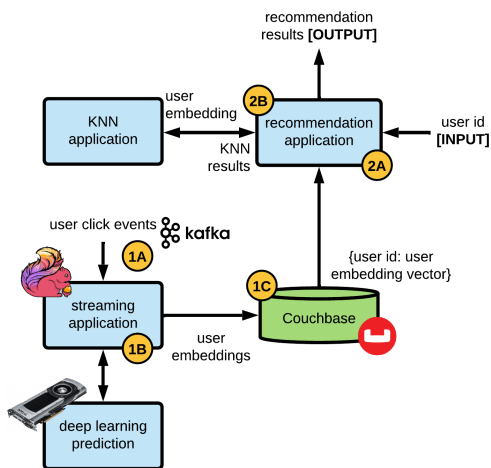 recommendation
results [OUTPUT]
2B
user
embedding
KNN
application
recommendation
application
user id
[INPUT]
KNN
results
2A
user click events
kafka
1A
{user id: user
embedding vector}
1C
streaming
application
Couchbase
1B
user
embeddings
deep learning
prediction